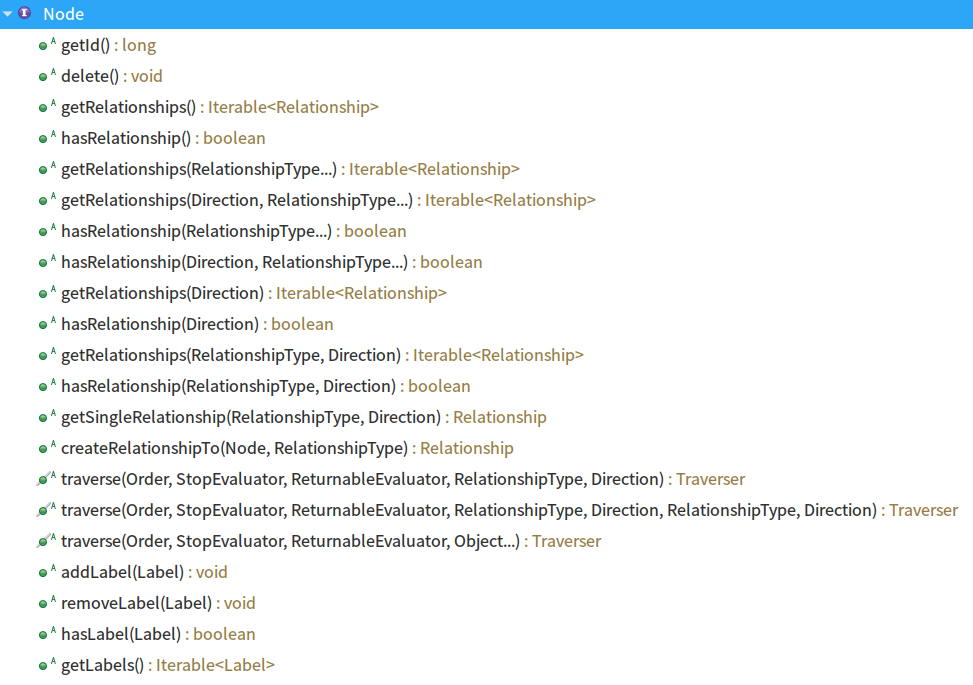 I Node
A getId() : long
A delete() : void
A getRelationships() : Iterable<Relationship>
A hasRelationship() : boolean
A getRelationships(RelationshipType...) : Iterable<Relationship>
A getRelationships(Direction, RelationshipType...) : Iterable<Relationship>
A hasRelationship(RelationshipType...) : boolean
A hasRelationship(Direction, RelationshipType...) : boolean
A getRelationships(Direction) : Iterable<Relationship>
A hasRelationship(Direction) : boolean
A getRelationships(RelationshipType, Direction) : Iterable<Relationship>
A hasRelationship(RelationshipType, Direction) : boolean
A getSingleRelationship(RelationshipType, Direction) : Relationship
A createRelationshipTo(Node, RelationshipType) : Relationship
A traverse(Order, StopEvaluator, ReturnableEvaluator, RelationshipType, Direction) : Traverser
A traverse(Order, StopEvaluator, ReturnableEvaluator, RelationshipType, Direction, RelationshipType, Direction) : Traverser
A traverse(Order, StopEvaluator, ReturnableEvaluator, Object...) : Traverser
A addLabel(Label) : void
A removeLabel(Label) : void
A hasLabel(Label) : boolean
A getLabels() : Iterable<Label>